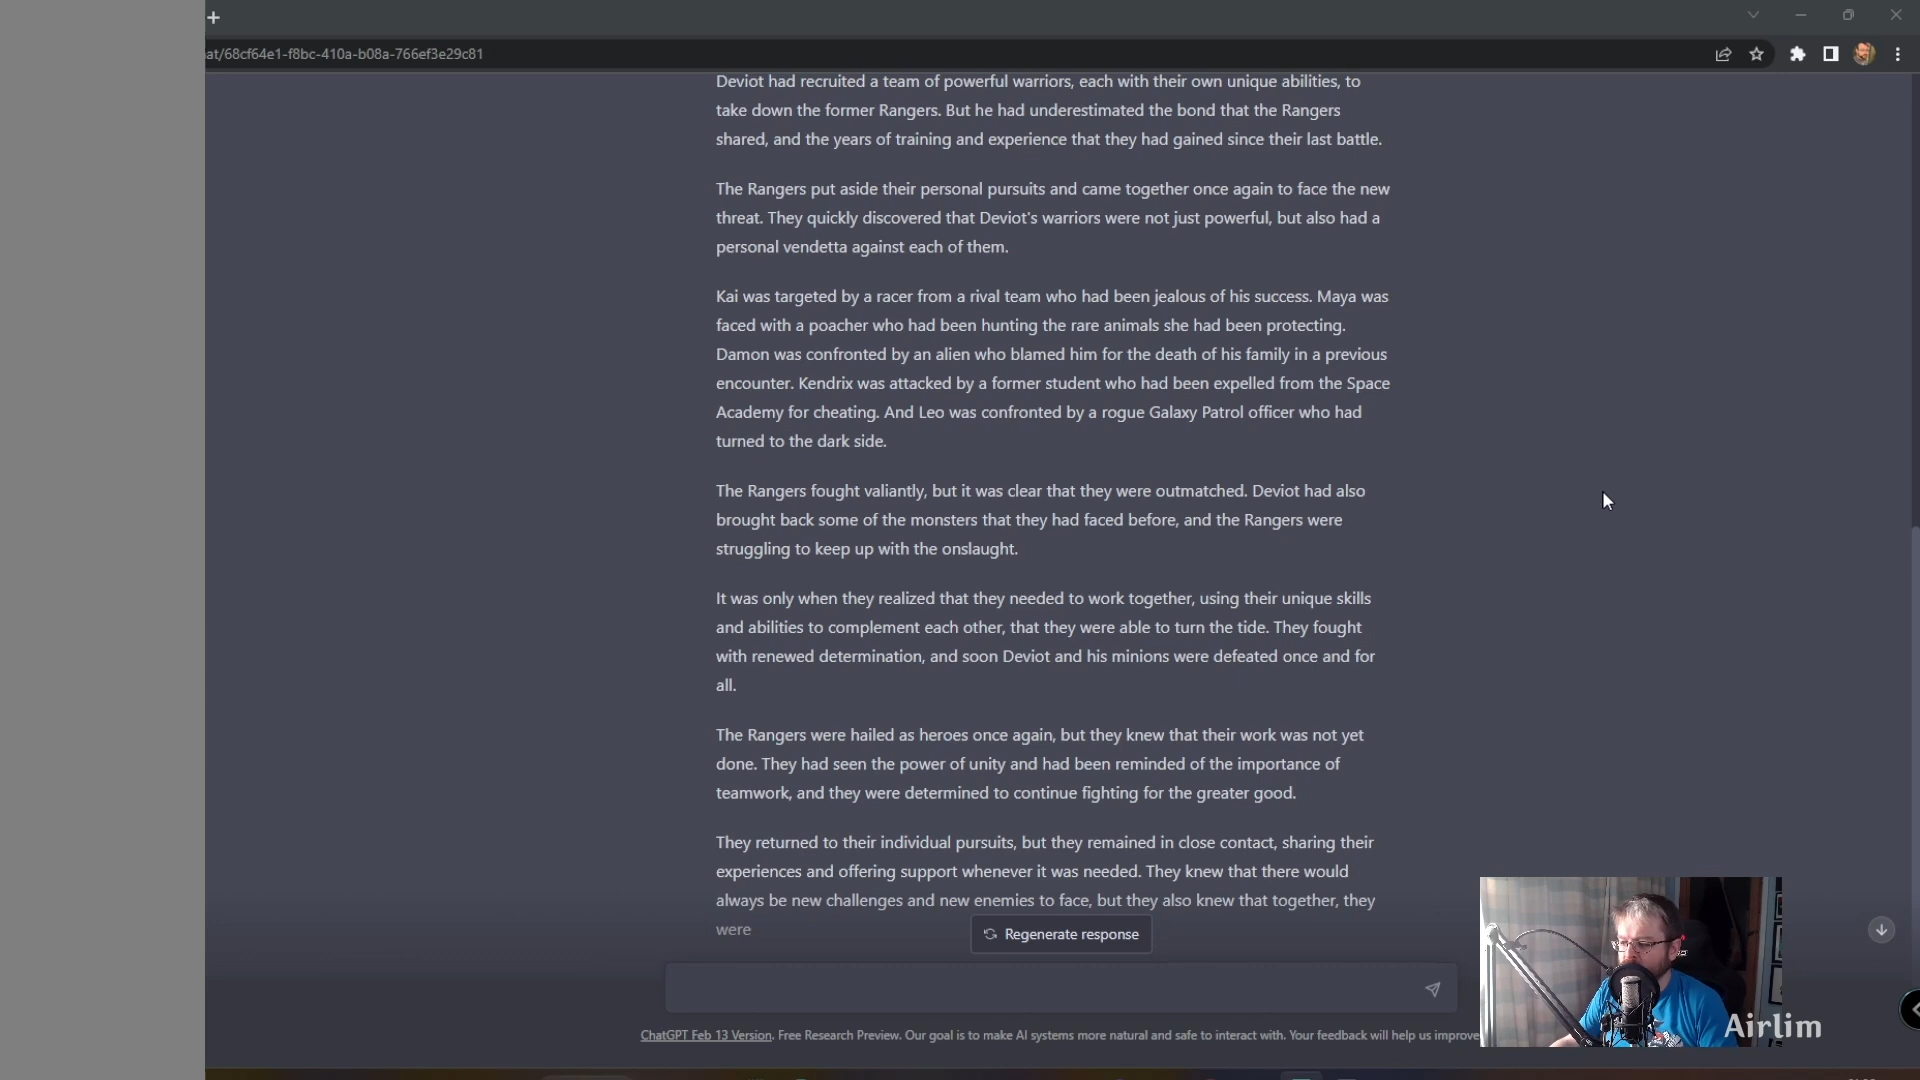 at/68cf64e1-f8bc-410a-b08a-766ef3e29c81
Deviot had recruited a team of powerful warriors, each with their own unique abilities, to
take down the former Rangers. But he had underestimated the bond that the Rangers
shared, and the years of training and experience that they had gained since their last battle.
The Rangers put aside their personal pursuits and came together once again to face the new
threat. They quickly discovered that Deviot's warriors were not just powerful, but also had a
personal vendetta against each of them.
Kai was targeted by a racer from a rival team who had been jealous of his success. Maya was
faced with a poacher who had been hunting the rare animals she had been protecting.
Damon was confronted by an alien who blamed him for the death of his family in a previous
encounter. Kendrix was attacked by a former student who had been expelled from the Space
Academy for cheating. And Leo was confronted by a rogue Galaxy Patrol officer who had
turned to the dark side.
The Rangers fought valiantly, but it was clear that they were outmatched. Deviot had also
brought back some of the monsters that they had faced before, and the Rangers were
struggling to keep up with the onslaught.
It was only when they realized that they needed to work together, using their unique skills
and abilities to complement each other, that they were able to turn the tide. They fought
with renewed determination, and soon Deviot and his minions were defeated once and for
all.
The Rangers were hailed as heroes once again, but they knew that their work was not yet
done. They had seen the power of unity and had been reminded of the importance of
teamwork, and they were determined to continue fighting for the greater good.
They returned to their individual pursuits, but they remained in close contact, sharing their
experiences and offering support whenever it was needed. They knew that there would
always be new challenges and new enemies to face, but they also knew that together, they
were
Regenerate response
ChatGPT Feb 13 Version. Free Research Preview. Our goal is to make AI systems more natural and safe to interact with. Your feedback will help us improve
Airlim